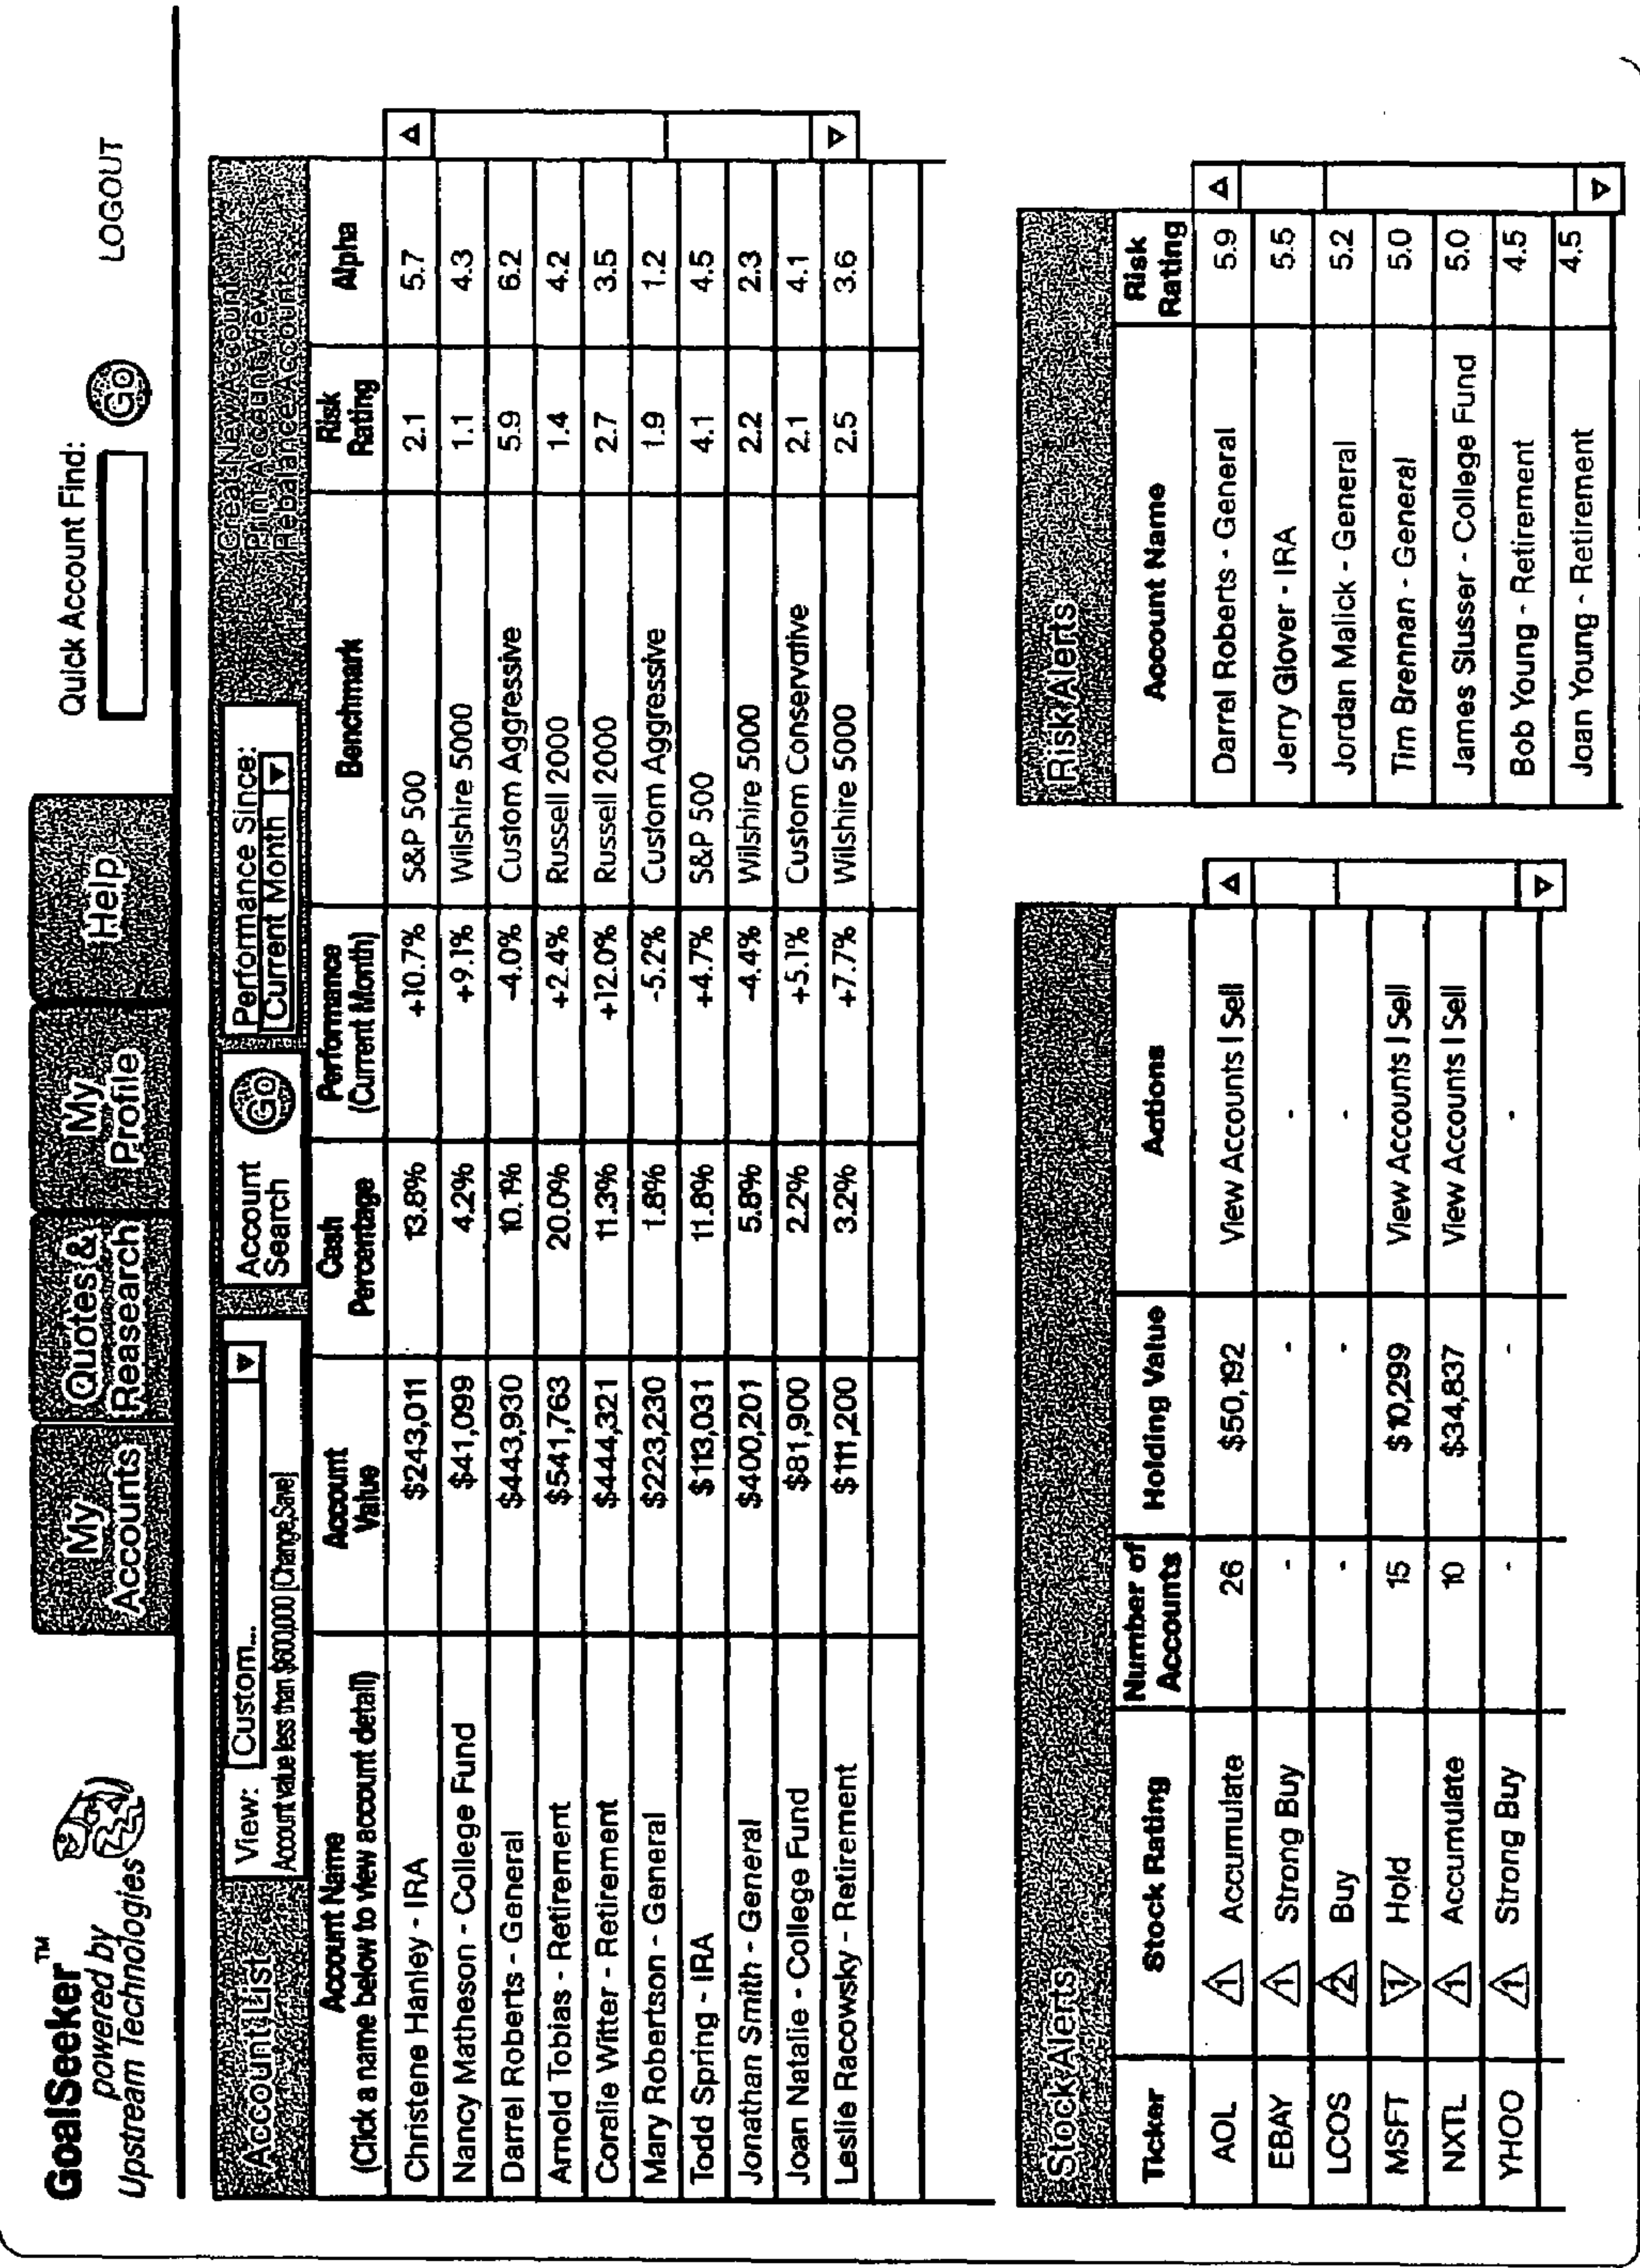 GoalSeeker™
powered by
Upstream Technologies
My Accounts
Quotes & Research
My Profile
Help
Quick Account Find:
Go
LOGOUT
Account List
View: Custom...
Account value less than $600,000 [Change, Save]
Account Search Go
Performance Since:
Current Month
Creat New Account
Print Accounts View
Rebalance Accounts
Account Name (Click a name below to view account detail) Account Value Cash Percentage Performance (Current Month) Benchmark Risk Rating Alpha
Christene Hanley - IRA $243,011 13.8% +10.7% S&P 500 2.1 5.7
Nancy Matheson - College Fund $41,099 4.2% +9.1% Wilshire 5000 1.1 4.3
Darrel Roberts - General $443,930 10.1% -4.0% Custom Aggressive 5.9 6.2
Arnold Tobias - Retirement $541,763 20.0% +2.4% Russell 2000 1.4 4.2
Coralie Witter - Retirement $444,321 11.3% +12.0% Russell 2000 2.7 3.5
Mary Robertson - General $223,230 1.8% -5.2% Custom Aggressive 1.9 1.2
Todd Spring - IRA $113,031 11.8% +4.7% S&P 500 4.1 4.5
Jonathan Smith - General $400,201 5.8% -4.4% Wilshire 5000 2.2 2.3
Joan Natalie - College Fund $81,900 2.2% +5.1% Custom Conservative 2.1 4.1
Leslie Racowsky - Retirement $111,200 3.2% +7.7% Wilshire 5000 2.5 3.6
Stock Alerts
Ticker Stock Rating Number of Accounts Holding Value Actions
AOL 1 Accumulate 26 $50,192 View Accounts | Sell
EBAY 1 Strong Buy - - -
LCOS 2 Buy - - -
MSFT 1 Hold 15 $10,299 View Accounts | Sell
NXTL 1 Accumulate 10 $34,837 View Accounts | Sell
YHOO 1 Strong Buy - - -
Risk Alerts
Account Name Risk Rating
Darrel Roberts - General 5.9
Jerry Glover - IRA 5.5
Jordan Malick - General 5.2
Tim Brennan - General 5.0
James Slusser - College Fund 5.0
Bob Young - Retirement 4.5
Joan Young - Retirement 4.5